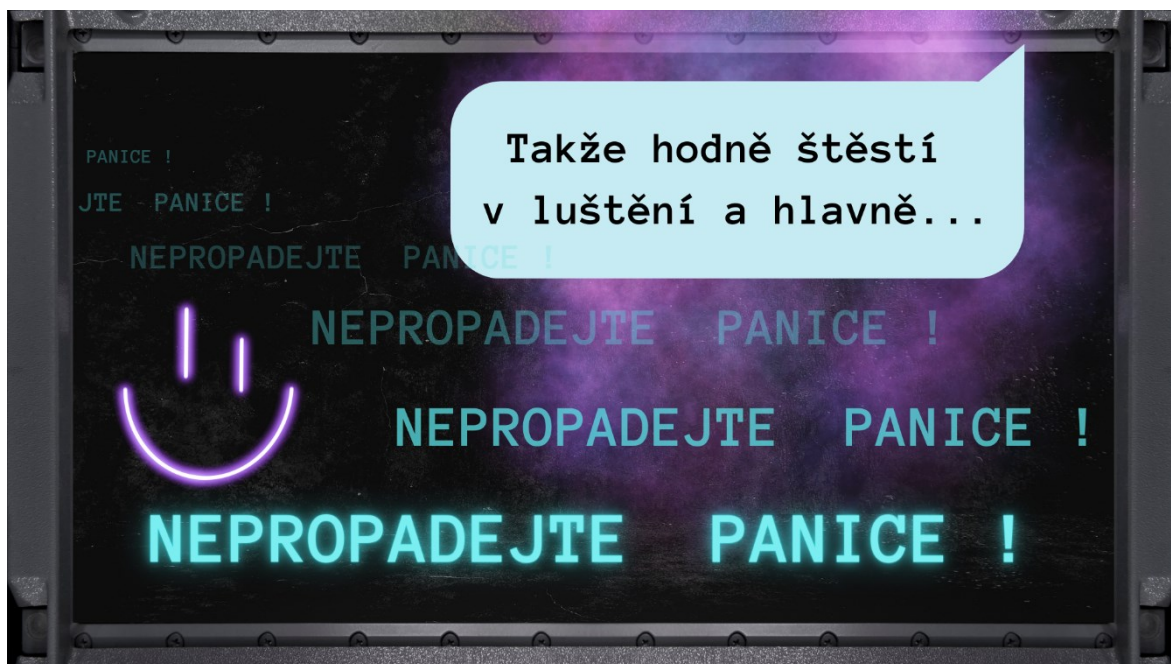 Takže hodně štěstí
v luštění a hlavně...
PANICE !
JTE PANICE !
NEPROPADEJTE PANICE !
NEPROPADEJTE PANICE !
NEPROPADEJTE PANICE !
NEPROPADEJTE PANICE !